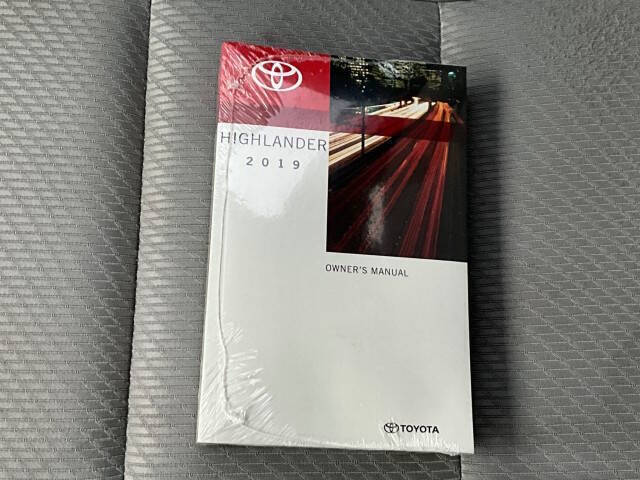 HIGHLANDER
2019
OWNER'S MANUAL
TOYOTA